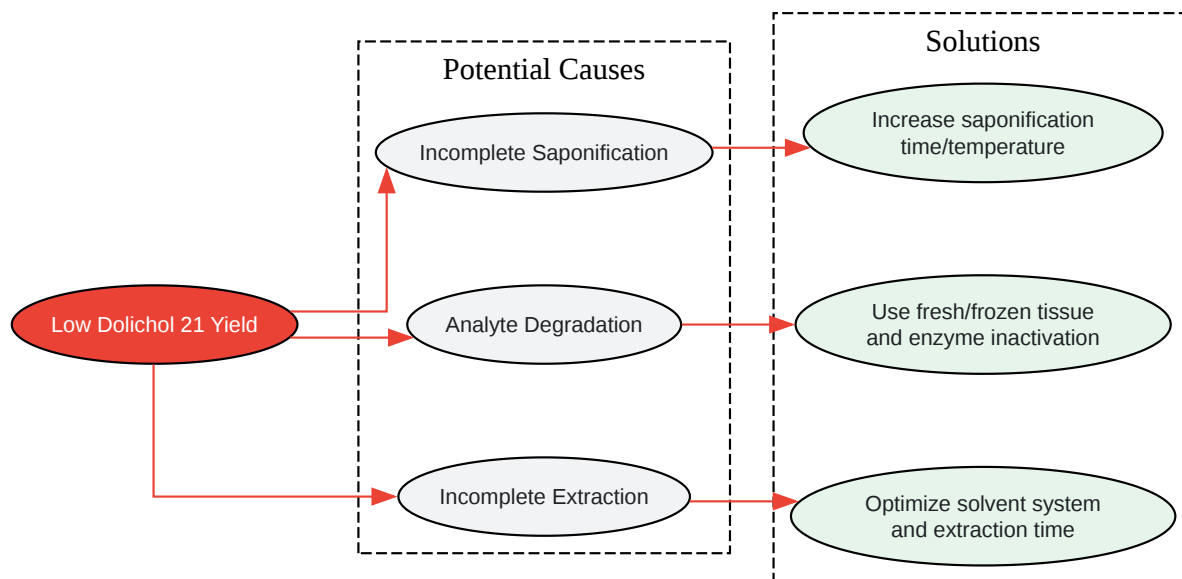 Solutions
Potential Causes
Increase saponification
time/temperature
Incomplete Saponification
Low Dolichol 21 Yield
Analyte Degradation
Use fresh/frozen tissue
and enzyme inactivation
Incomplete Extraction
Optimize solvent system
and extraction time